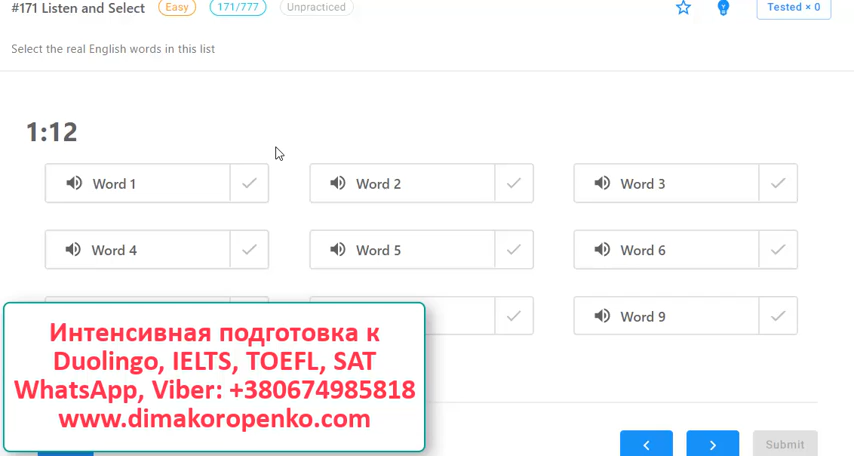 #171 Listen and Select Easy 171/777 Unpracticed Tested × 0
Select the real English words in this list
1:12
Word 1 Word 2 Word 3
Word 4 Word 5 Word 6
Word 9
Интенсивная подготовка к
Duolingo, IELTS, TOEFL, SAT
WhatsApp, Viber: +380674985818
www.dimakoropenko.com
Submit